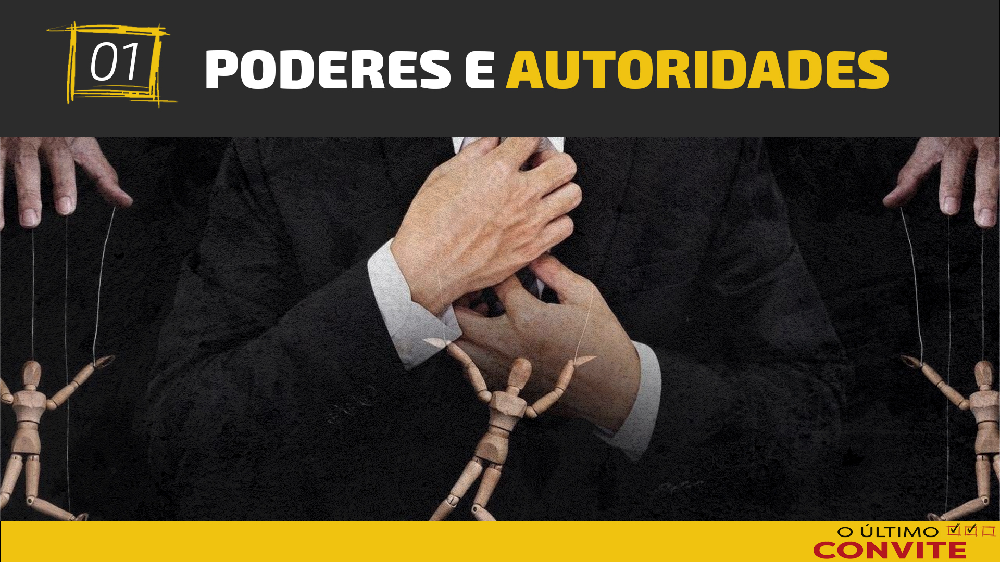 01
PODERES E AUTORIDADES
O ÚLTIMO
CONVITE